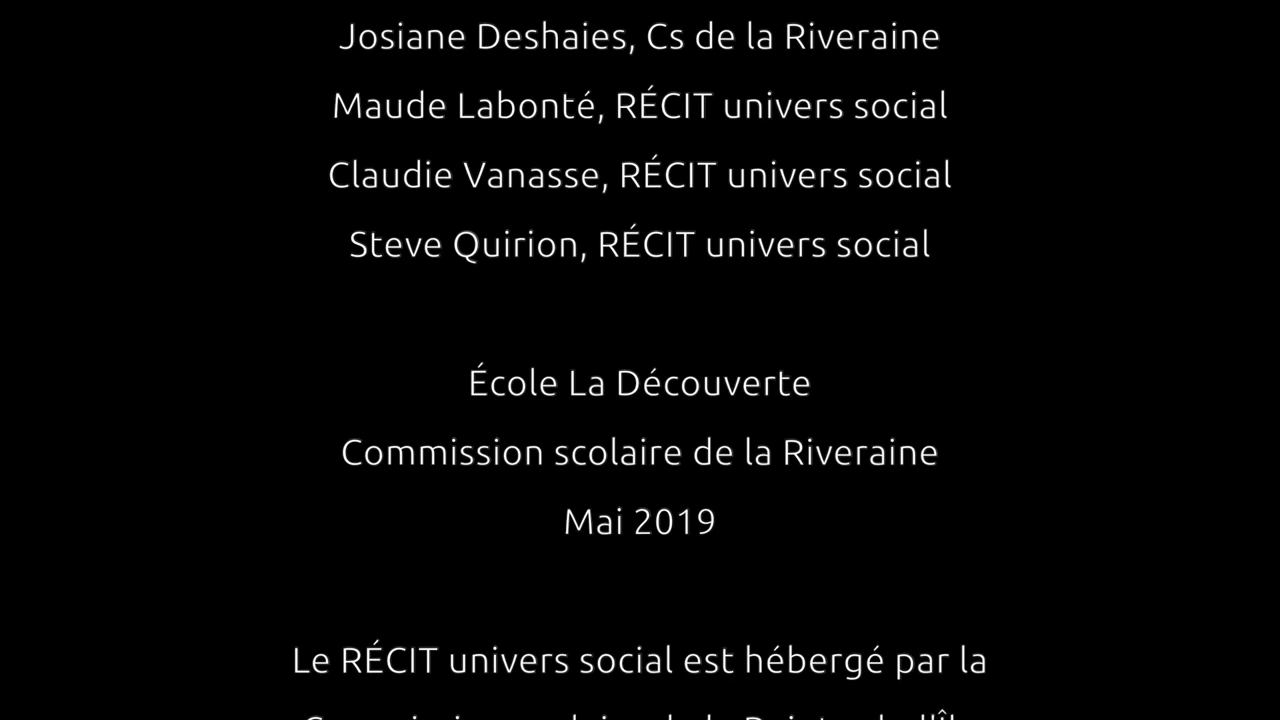 Josiane Deshaies, Cs de la Riveraine
Maude Labonté, RÉCIT univers social
Claudie Vanasse, RÉCIT univers social
Steve Quirion, RÉCIT univers social
École La Découverte
Commission scolaire de la Riveraine
Mai 2019
Le RÉCIT univers social est hébergé par la